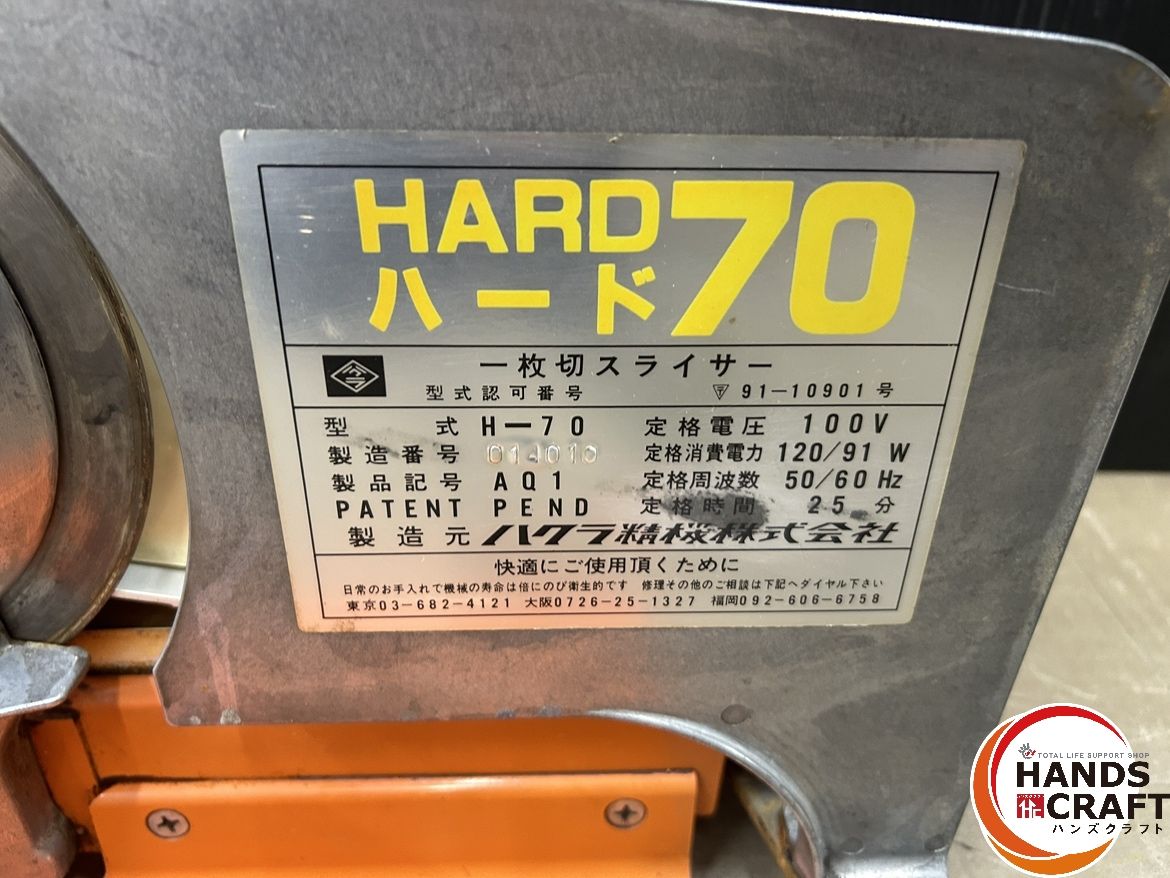 HARD 70
ハード
ハクラ
一枚切スライサー
型式認可番号 〒 91-10901号
型式 H-70 定格電圧 100V
製造番号 014010 定格消費電力 120/91 W
製品記号 AQ1 定格周波数 50/60 Hz
PATENT PEND 定格時間 25 分
製造元 ハクラ精機株式会社
快適にご使用頂くために
日常のお手入れで機械の寿命は倍にのび衛生的です 修理その他のご相談は下記へダイヤル下さい
東京03-682-4121 大阪0726-25-1327 福岡092-606-6758
TOTAL LIFE SUPPORT SHOP
HANDS
CRAFT
ハンズクラフト